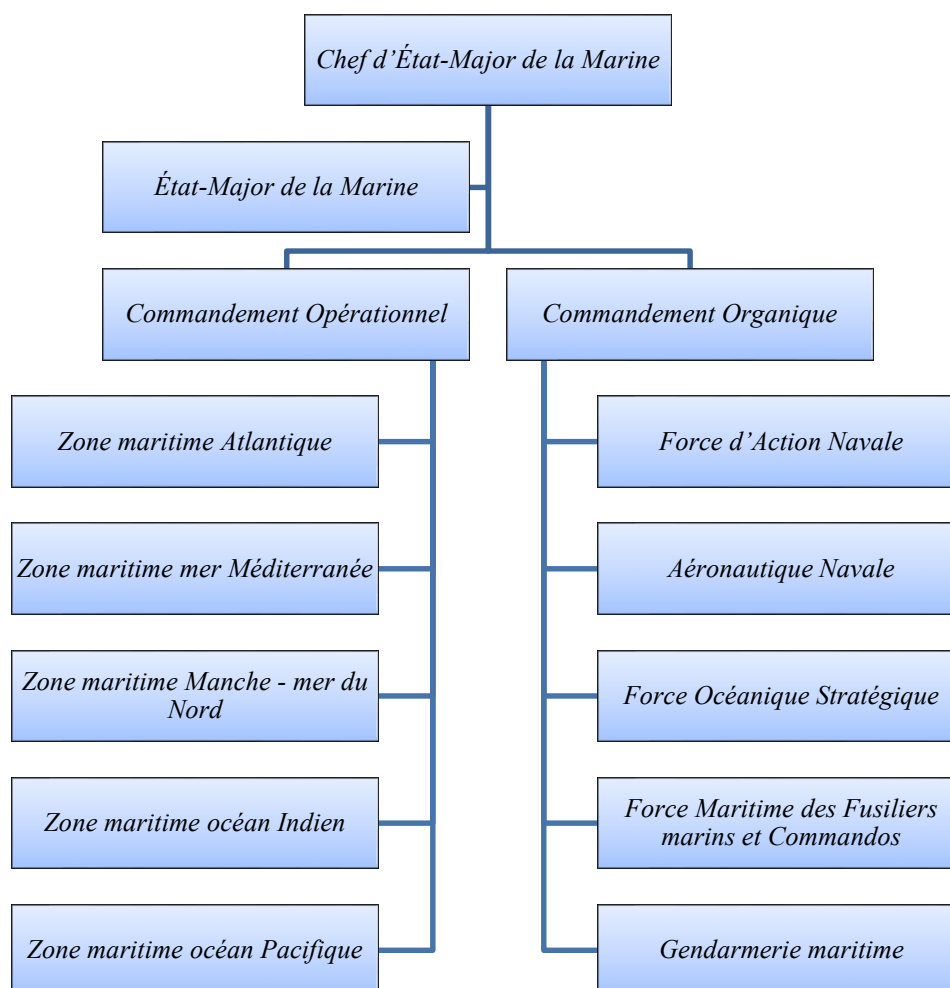 Chef d’État-Major de la Marine
État-Major de la Marine
Commandement Opérationnel
Commandement Organique
Zone maritime Atlantique
Zone maritime mer Méditerranée
Zone maritime Manche - mer du
Nord
Zone maritime océan Indien
Zone maritime océan Pacifique
Force d’Action Navale
Aéronautique Navale
Force Océanique Stratégique
Force Maritime des Fusiliers
marins et Commandos
Gendarmerie maritime